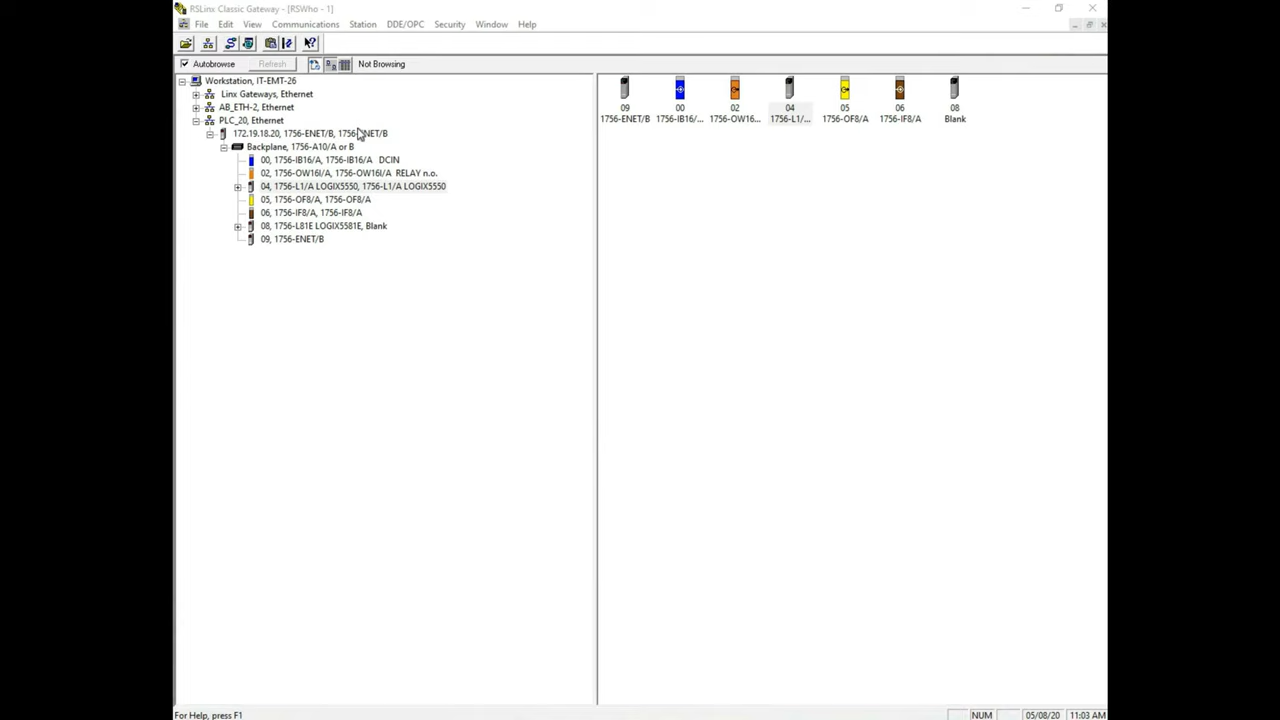 RSLinx Classic Gateway - [RSWho - 1]
File Edit View Communications Station DDE/OPC Security Window Help
Autobrowse Refresh Not Browsing
Workstation, IT-EMT-26
Linx Gateways, Ethernet
AB_ETH-2, Ethernet
PLC_20, Ethernet
172.19.18.20, 1756-ENET/B, 1756-ENET/B
Backplane, 1756-A10/A or B
00, 1756-IB16/A, 1756-IB16/A DCIN
02, 1756-OW16I/A, 1756-OW16I/A RELAY n.o.
04, 1756-L1/A LOGIX5550, 1756-L1/A LOGIX5550
05, 1756-OF8/A, 1756-OF8/A
06, 1756-IF8/A, 1756-IF8/A
08, 1756-L81E LOGIX5581E, Blank
09, 1756-ENET/B
09 00 02 04 05 06 08
1756-ENET/B 1756-IB16/... 1756-OW16... 1756-L1/... 1756-OF8/A 1756-IF8/A Blank
For Help, press F1 NUM 05/08/20 11:03 AM